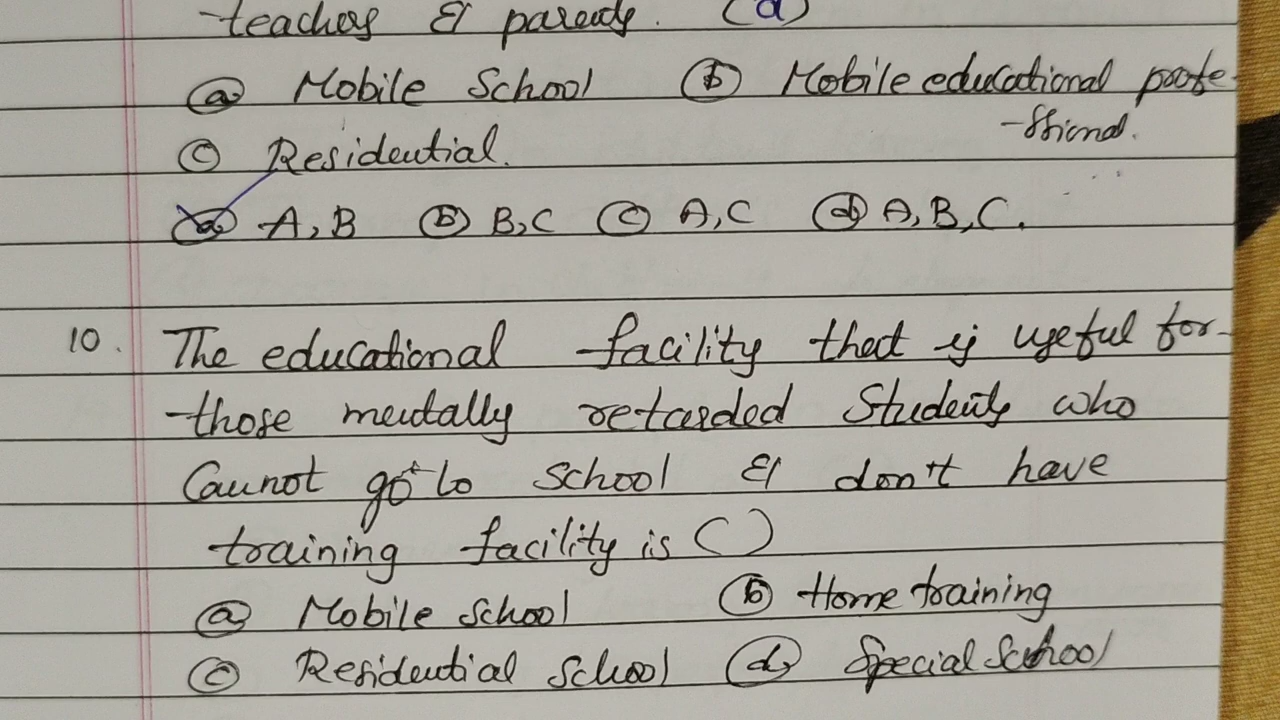 teachers & parents. (a)
(a) Mobile School (b) Mobile educational profe-
-ssional.
(c) Residential.
(a) A, B (b) B,C (c) A,C (d) A,B,C.
10. The educational facility that is useful for
those mentally retarded Students who
Cannot go to School & don't have
training facility is ( )
(a) Mobile School (b) Home training
(c) Residential School (d) Special School